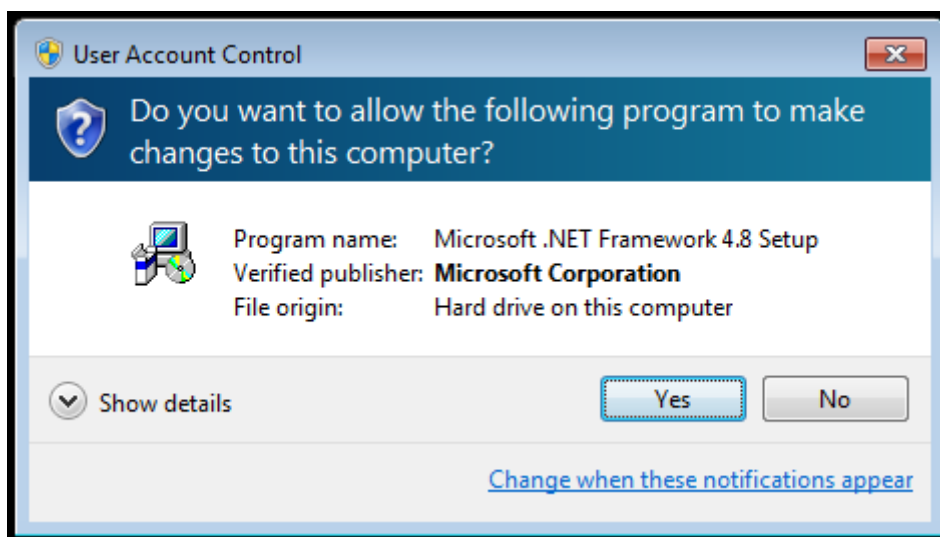 User Account Control
Do you want to allow the following program to make
changes to this computer?
Program name: Microsoft .NET Framework 4.8 Setup
Verified publisher: Microsoft Corporation
File origin: Hard drive on this computer
Show details
Yes
No
Change when these notifications appear